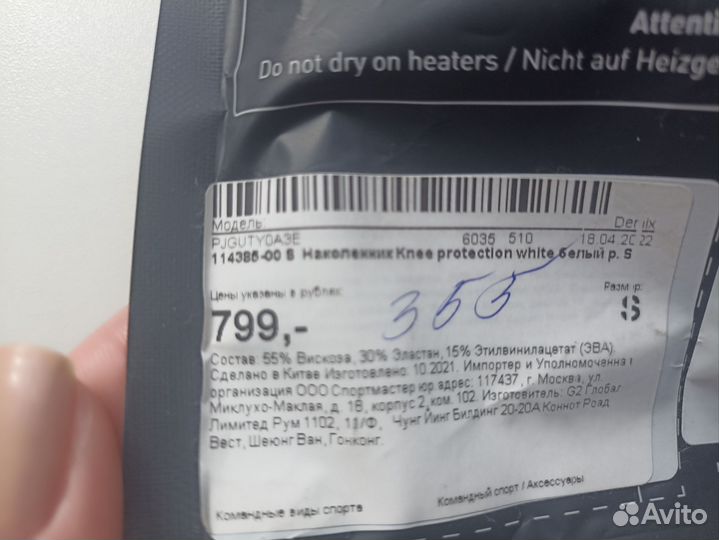 Attenti
Do not dry on heaters / Nicht auf Heizge
Модель
PJGUTY0A3E 6035 510 18.04.2022
114386-00 S Наколенник Knee protection white белый р. S
Цены указаны в рублях Размер:
799,- 355 S
Состав: 55% Вискоза, 30% Эластан, 15% Этилвинилацетат (ЭВА)
Сделано в Китае Изготовлено: 10.2021. Импортер и Уполномоченна
организация ООО Спортмастер юр адрес: 117437, г. Москва, ул.
Миклухо-Маклая, д. 18, корпус 2, ком. 102. Изготовитель: G2 Глобал
Лимитед Рум 1102, 11/Ф, Чунг Йинг Билдинг 20-20А Коннот Роад
Вест, Шеюнг Ван, Гонконг.
Командные виды спорта Командный спорт / Аксессуары
Avito